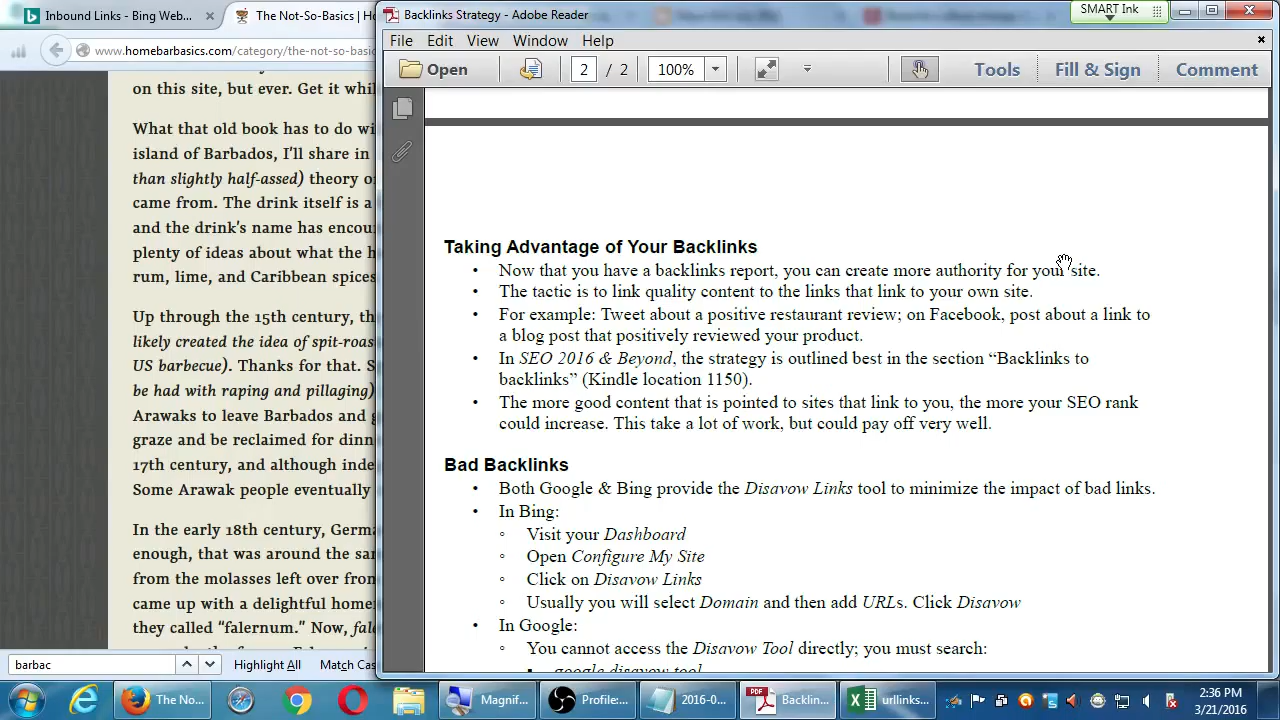 Inbound Links - Bing Web...
The Not-So-Basics | Ho
Backlinks Strategy - Adobe Reader
SMART Ink
www.homebarbasics.com/category/the-not-so-basic
File Edit View Window Help
Open
2 / 2
100%
Tools
Fill & Sign
Comment
on this site, but ever. Get it whil
What that old book has to do wi
island of Barbados, I'll share in
than slightly half-assed) theory o
came from. The drink itself is a
and the drink's name has encou
plenty of ideas about what the h
rum, lime, and Caribbean spices
Up through the 15th century, th
likely created the idea of spit-roas
US barbecue). Thanks for that. S
be had with raping and pillaging)
Arawaks to leave Barbados and g
graze and be reclaimed for dinn
17th century, and although inde
Some Arawak people eventually
In the early 18th century, Germa
enough, that was around the sam
from the molasses left over from
came up with a delightful homem
they called "falernum." Now, fale
Taking Advantage of Your Backlinks
• Now that you have a backlinks report, you can create more authority for your site.
• The tactic is to link quality content to the links that link to your own site.
• For example: Tweet about a positive restaurant review; on Facebook, post about a link to
a blog post that positively reviewed your product.
• In SEO 2016 & Beyond, the strategy is outlined best in the section “Backlinks to
backlinks” (Kindle location 1150).
• The more good content that is pointed to sites that link to you, the more your SEO rank
could increase. This take a lot of work, but could pay off very well.
Bad Backlinks
• Both Google & Bing provide the Disavow Links tool to minimize the impact of bad links.
• In Bing:
◦ Visit your Dashboard
◦ Open Configure My Site
◦ Click on Disavow Links
◦ Usually you will select Domain and then add URLs. Click Disavow
• In Google:
◦ You cannot access the Disavow Tool directly; you must search:
▪ google disavow tool
barbac
Highlight All
Match Cas
The No...
Magnif...
Profile:...
2016-0...
Backlin...
urllinks...
2:36 PM
3/21/2016